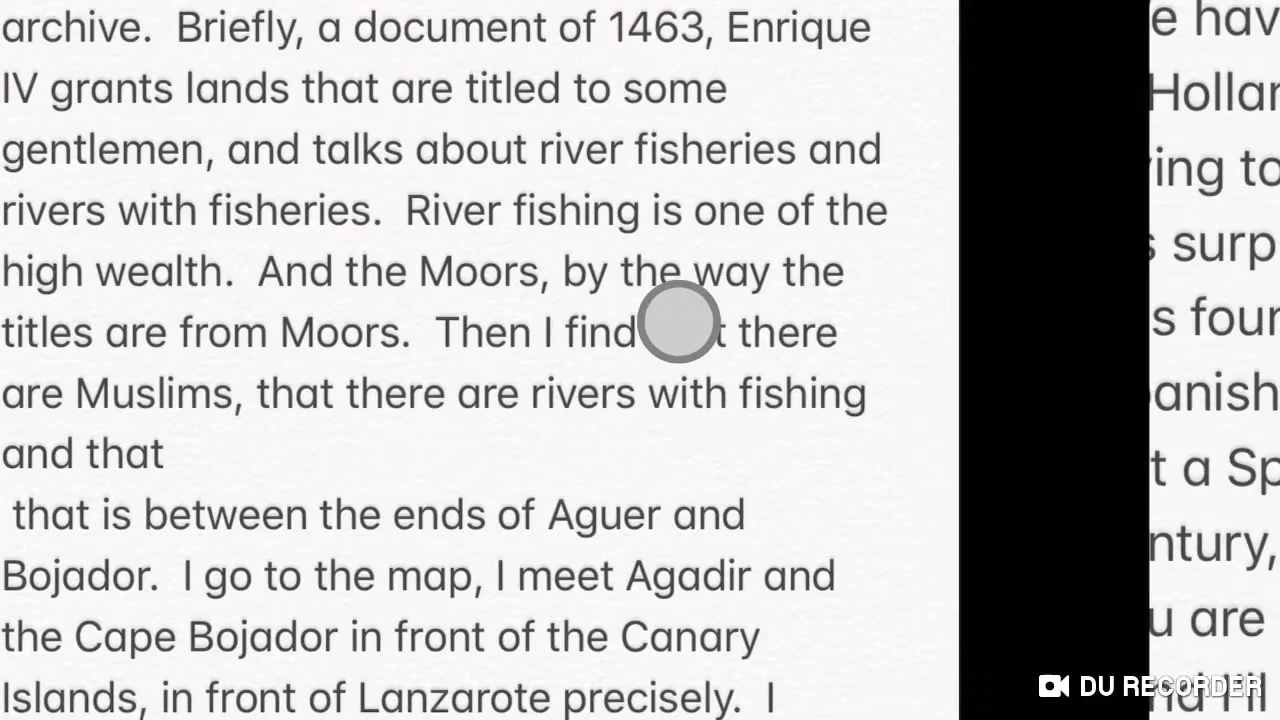 archive.  Briefly, a document of 1463, Enrique
IV grants lands that are titled to some
gentlemen, and talks about river fisheries and
rivers with fisheries.  River fishing is one of the
high wealth.  And the Moors, by the way the
titles are from Moors.  Then I find there
are Muslims, that there are rivers with fishing
and that
that is between the ends of Aguer and
Bojador.  I go to the map, I meet Agadir and
the Cape Bojador in front of the Canary
Islands, in front of Lanzarote precisely.  I
e hav
Hollar
ing to
s surp
s four
anish
t a Sp
ntury,
u are
DU RECORDER